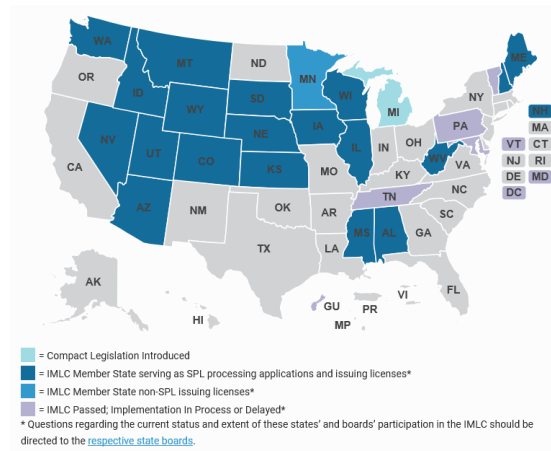 WA
MT
ND
MN
ME
OR
ID
SD
WI
MI
NY
WY
NH
NV
NE
IA
PA
MA
UT
CO
IL
IN
OH
WV
VT
CT
CA
KS
MO
KY
VA
NJ
RI
DE
MD
AZ
NM
OK
AR
TN
NC
DC
SC
TX
LA
MS
AL
GA
AK
HI
GU
PR
VI
FL
MP
= Compact Legislation Introduced
= IMLC Member State serving as SPL processing applications and issuing licenses*
= IMLC Member State non-SPL issuing licenses*
= IMLC Passed; Implementation In Process or Delayed*
* Questions regarding the current status and extent of these states' and boards' participation in the IMLC should be
directed to the respective state boards.